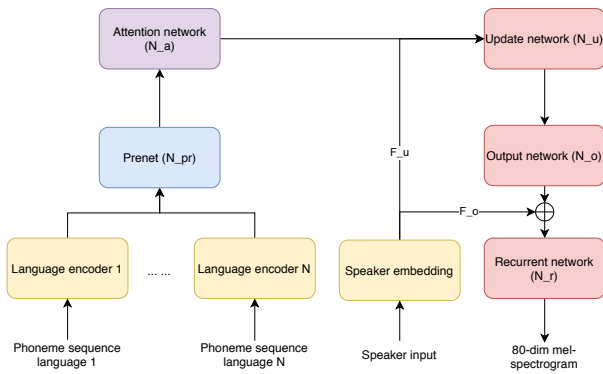 Attention network
(N_a)
Update network (N_u)
Prenet (N_pr)
F_u
Output network (N_o)
F_o
Language encoder 1
... ...
Language encoder N
Speaker embedding
Recurrent network
(N_r)
Phoneme sequence
language 1
Phoneme sequence
language N
Speaker input
80-dim mel-
spectrogram